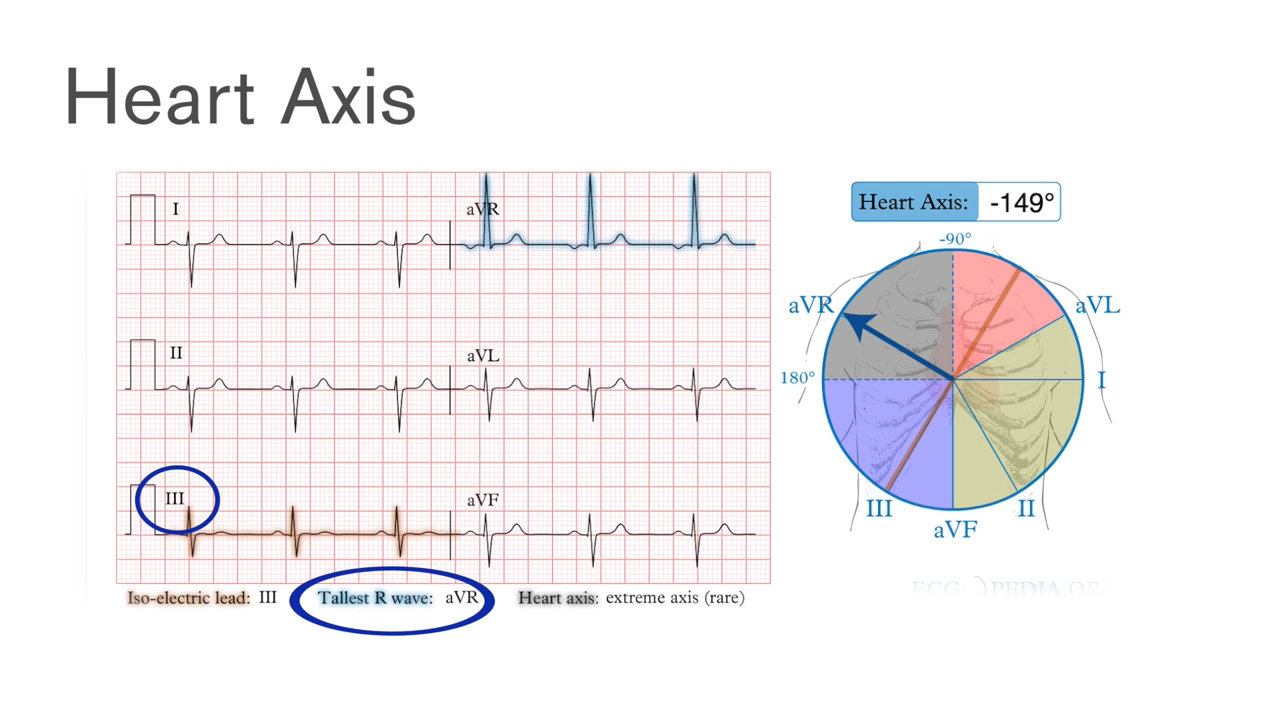 Heart Axis
I
aVR
II
aVL
III
aVF
Iso-electric lead: III
Tallest R wave: aVR
Heart axis: extreme axis (rare)
Heart Axis: -149°
-90°
aVR
aVL
180°
I
III
II
aVF